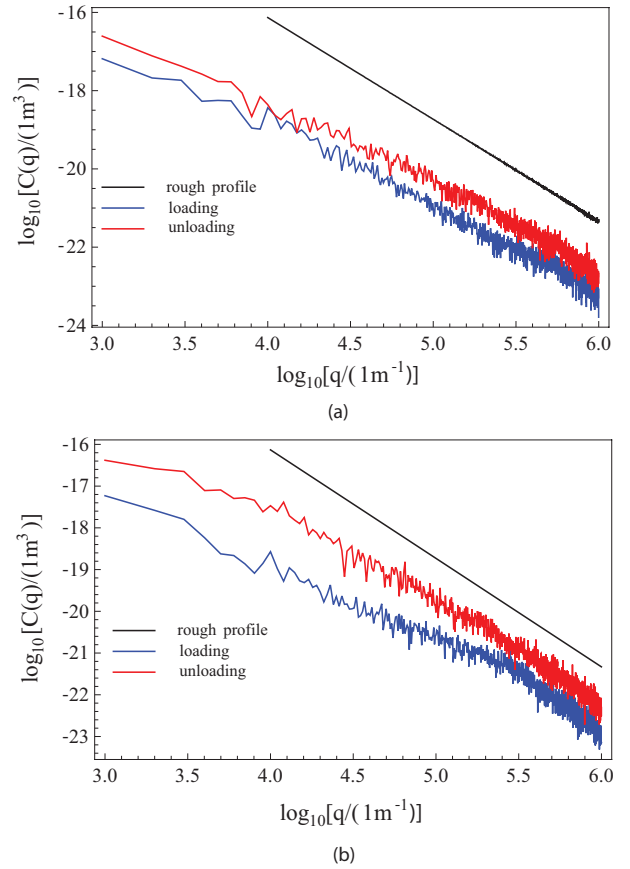 -16
-18
-20
-22
-24
log10[C(q)/(1m3)]
rough profile
loading
unloading
3.0 3.5 4.0 4.5 5.0 5.5 6.0
log10[q/(1m-1)]
(a)
-16
-17
-18
-19
-20
-21
-22
-23
log10[C(q)/(1m3)]
rough profile
loading
unloading
3.0 3.5 4.0 4.5 5.0 5.5 6.0
log10[q/(1m-1)]
(b)